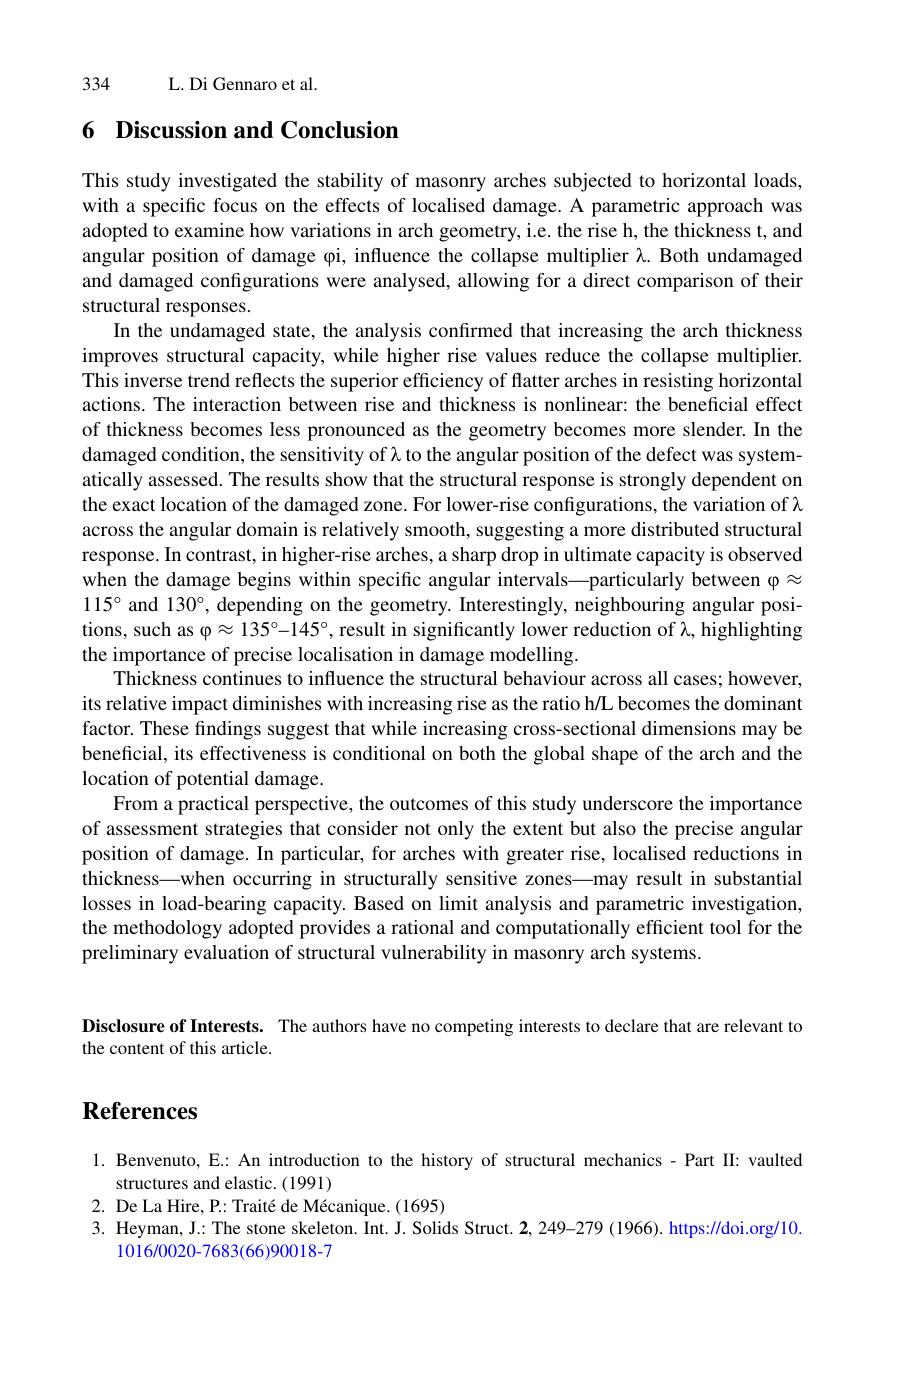 334 L. Di Gennaro et al.
6 Discussion and Conclusion
This study investigated the stability of masonry arches subjected to horizontal loads,
with a specific focus on the effects of localised damage. A parametric approach was
adopted to examine how variations in arch geometry, i.e. the rise h, the thickness t, and
angular position of damage φi, influence the collapse multiplier λ. Both undamaged
and damaged configurations were analysed, allowing for a direct comparison of their
structural responses.
In the undamaged state, the analysis confirmed that increasing the arch thickness
improves structural capacity, while higher rise values reduce the collapse multiplier.
This inverse trend reflects the superior efficiency of flatter arches in resisting horizontal
actions. The interaction between rise and thickness is nonlinear: the beneficial effect
of thickness becomes less pronounced as the geometry becomes more slender. In the
damaged condition, the sensitivity of λ to the angular position of the defect was system-
atically assessed. The results show that the structural response is strongly dependent on
the exact location of the damaged zone. For lower-rise configurations, the variation of λ
across the angular domain is relatively smooth, suggesting a more distributed structural
response. In contrast, in higher-rise arches, a sharp drop in ultimate capacity is observed
when the damage begins within specific angular intervals—particularly between φ ≈
115° and 130°, depending on the geometry. Interestingly, neighbouring angular posi-
tions, such as φ ≈ 135°–145°, result in significantly lower reduction of λ, highlighting
the importance of precise localisation in damage modelling.
Thickness continues to influence the structural behaviour across all cases; however,
its relative impact diminishes with increasing rise as the ratio h/L becomes the dominant
factor. These findings suggest that while increasing cross-sectional dimensions may be
beneficial, its effectiveness is conditional on both the global shape of the arch and the
location of potential damage.
From a practical perspective, the outcomes of this study underscore the importance
of assessment strategies that consider not only the extent but also the precise angular
position of damage. In particular, for arches with greater rise, localised reductions in
thickness—when occurring in structurally sensitive zones—may result in substantial
losses in load-bearing capacity. Based on limit analysis and parametric investigation,
the methodology adopted provides a rational and computationally efficient tool for the
preliminary evaluation of structural vulnerability in masonry arch systems.
Disclosure of Interests. The authors have no competing interests to declare that are relevant to
the content of this article.
References
1. Benvenuto, E.: An introduction to the history of structural mechanics - Part II: vaulted
structures and elastic. (1991)
2. De La Hire, P.: Traité de Mécanique. (1695)
3. Heyman, J.: The stone skeleton. Int. J. Solids Struct. 2, 249–279 (1966). https://doi.org/10.
1016/0020-7683(66)90018-7